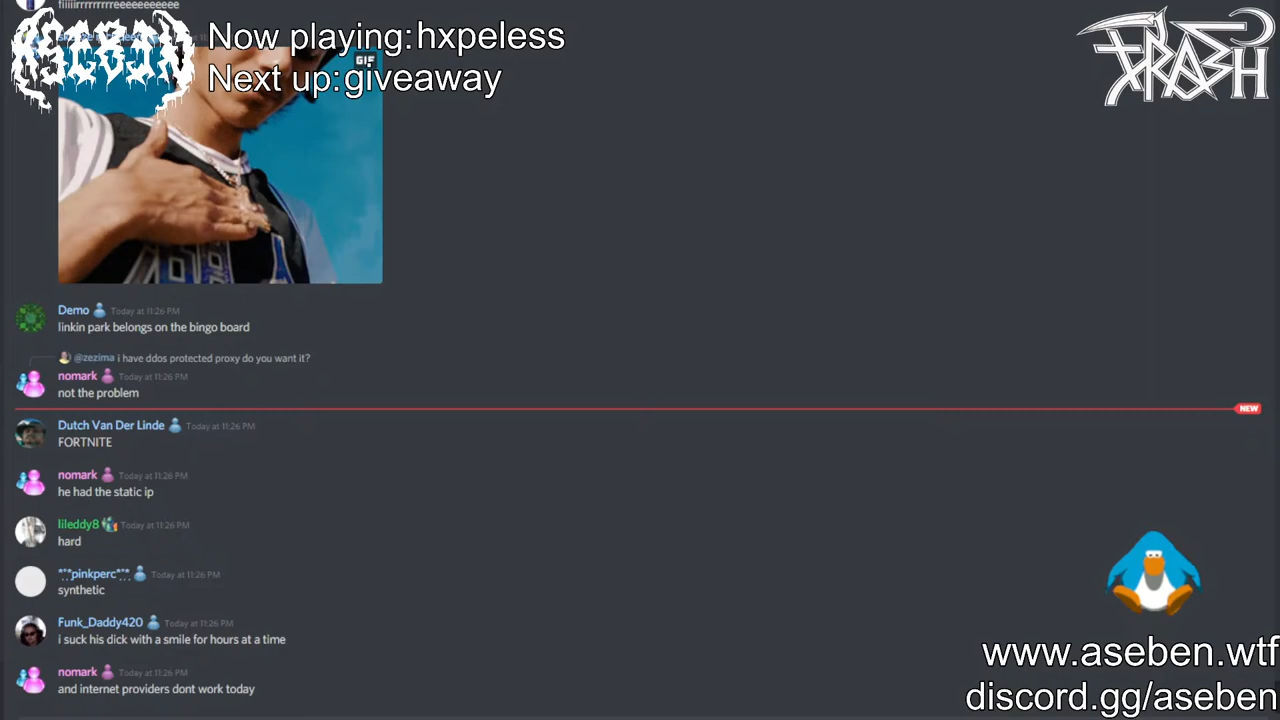 fiiiiirrrrrrrrreeeeeeeeeee
Now playing:hxpeless
Next up:giveaway
TRASH
GIF
Demo Today at 11:26 PM
linkin park belongs on the bingo board
@zezima i have ddos protected proxy do you want it?
nomark Today at 11:26 PM
not the problem
NEW
Dutch Van Der Linde Today at 11:26 PM
FORTNITE
nomark Today at 11:26 PM
he had the static ip
lileddy8 Today at 11:26 PM
hard
*¨*pinkperc*¨* Today at 11:26 PM
synthetic
Funk_Daddy420 Today at 11:26 PM
i suck his dick with a smile for hours at a time
nomark Today at 11:26 PM
and internet providers dont work today
www.aseben.wtf
discord.gg/aseben